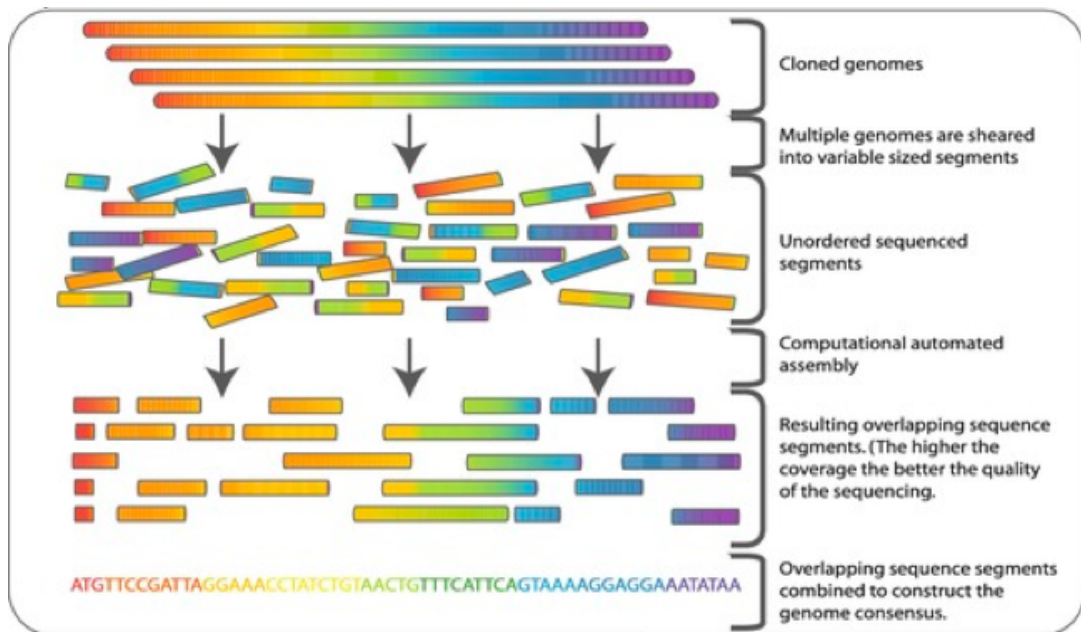 Cloned genomes
Multiple genomes are sheared
into variable sized segments
Unordered sequenced
segments
Computational automated
assembly
Resulting overlapping sequence
segments. (The higher the
coverage the better the quality
of the sequencing.
ATGTTCCGATTAGGAAACCTATCTGTAACTGTTTCATTCAGTAAAAGGAGGAAATATAA
Overlapping sequence segments
combined to construct the
genome consensus.